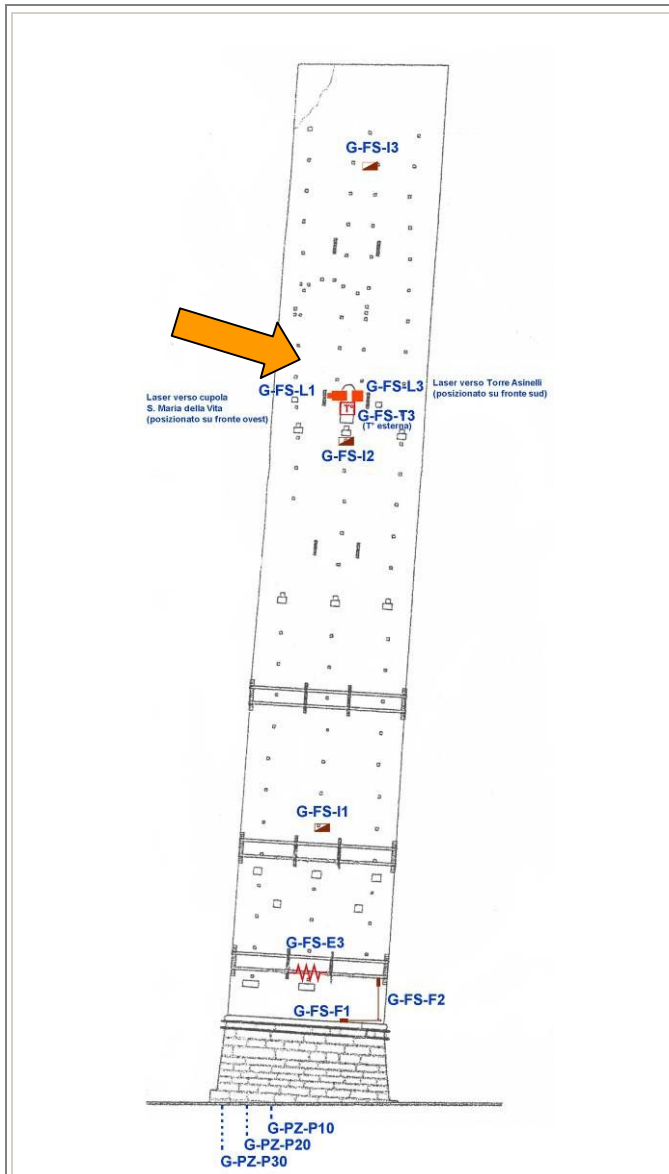 G-FS-I3
G-FS-L1
G-FS-L3
Laser verso cupola
S. Maria della Vita
(posizionato su fronte ovest)
Laser verso Torre Asinelli
(posizionato su fronte sud)
T°
G-FS-T3
(T° esterna)
G-FS-I2
G-FS-I1
G-FS-E3
G-FS-F2
G-FS-F1
G-PZ-P10
G-PZ-P20
G-PZ-P30